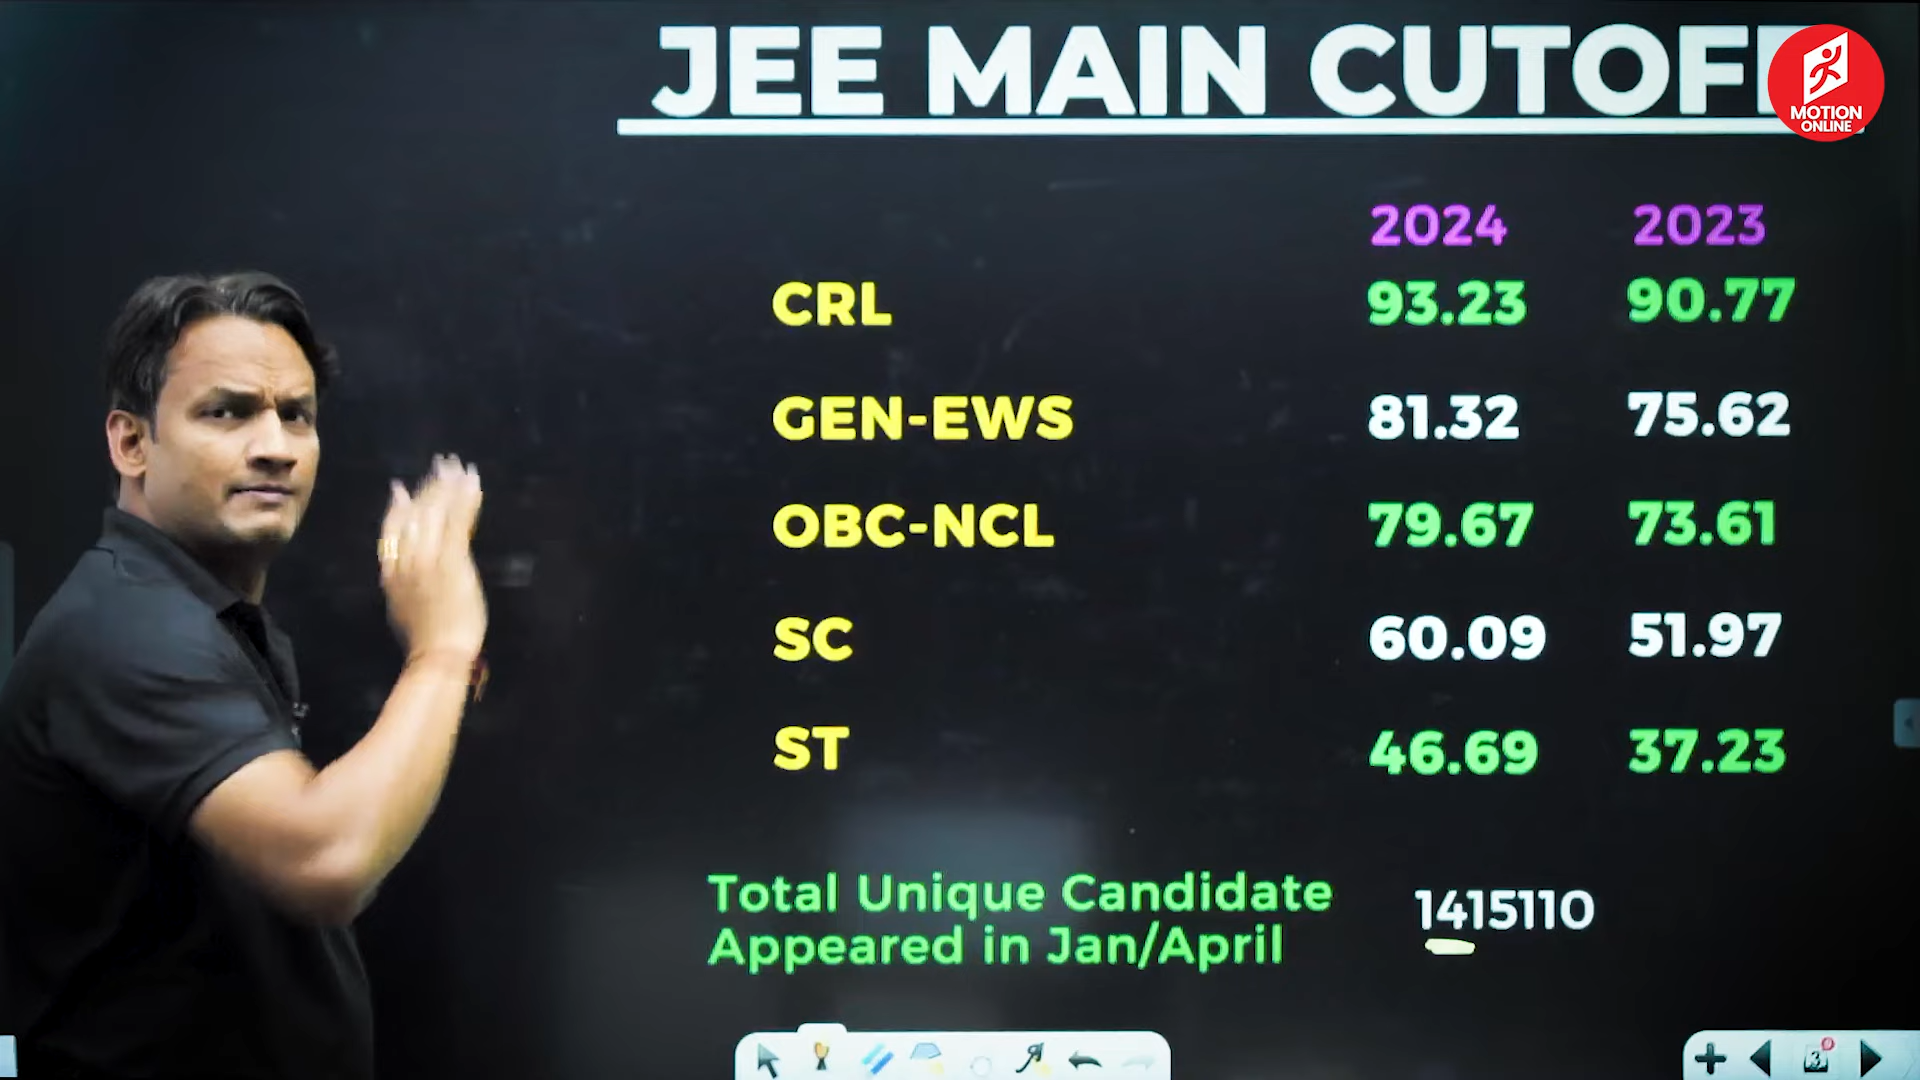 JEE MAIN CUTOFF
MOTION
ONLINE
2024 2023
CRL 93.23 90.77
GEN-EWS 81.32 75.62
OBC-NCL 79.67 73.61
SC 60.09 51.97
ST 46.69 37.23
Total Unique Candidate
Appeared in Jan/April
1415110
3